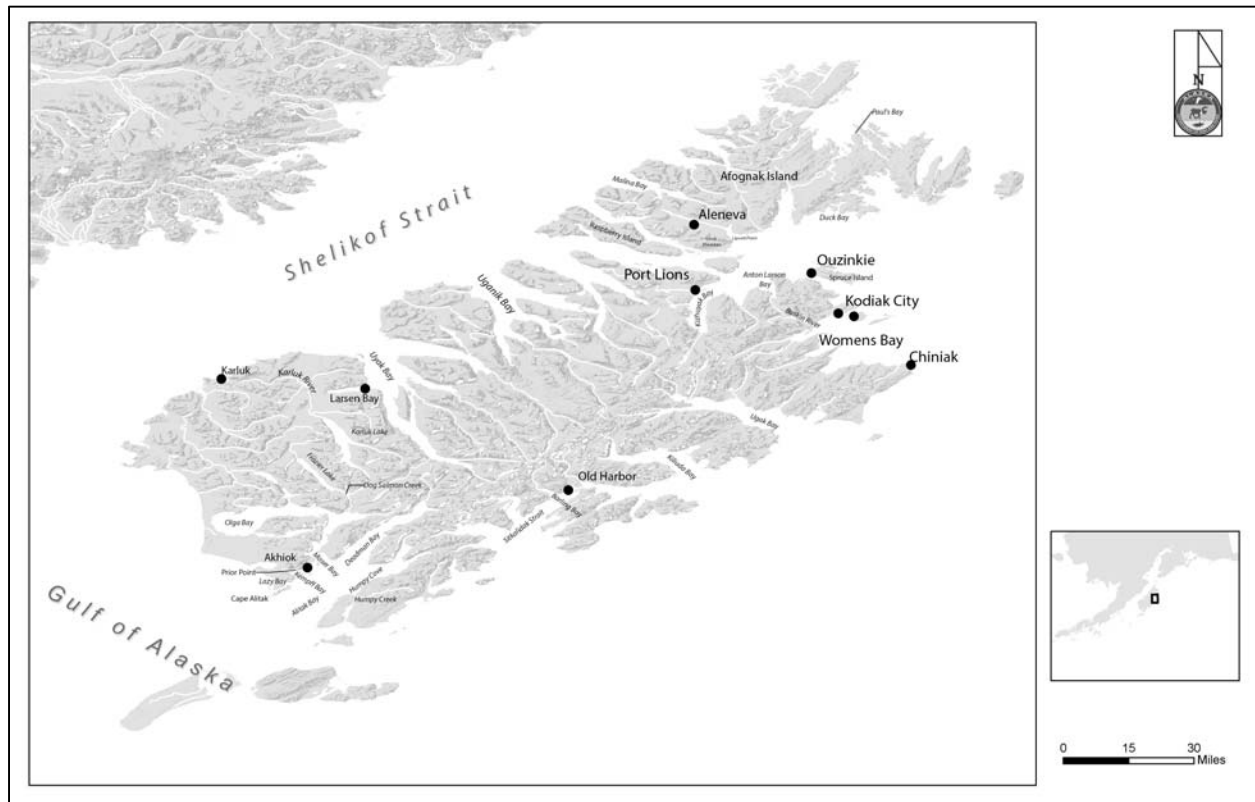 N
Paul's Bay
Afognak Island
Malina Bay
Aleneva
Duck Bay
Raspberry Island
Shelikof Strait
Ouzinkie
Port Lions
Anton Larsen
Bay
Spruce Island
Uganik Bay
Kodiak City
Womens Bay
Chiniak
Uyak Bay
Karluk
Karluk River
Larsen Bay
Karluk Lake
Ugak Bay
Frazer Lake
Old Harbor
Kiliuda Bay
Dog Salmon Creek
Barling Bay
Sitkalidak Strait
Olga Bay
Deadman Bay
Moser Bay
Akhiok
Prior Point
Kempff Bay
Lazy Bay
Humpy Cove
Cape Alitak
Alitak Bay
Humpy Creek
Gulf of Alaska
0 15 30
Miles